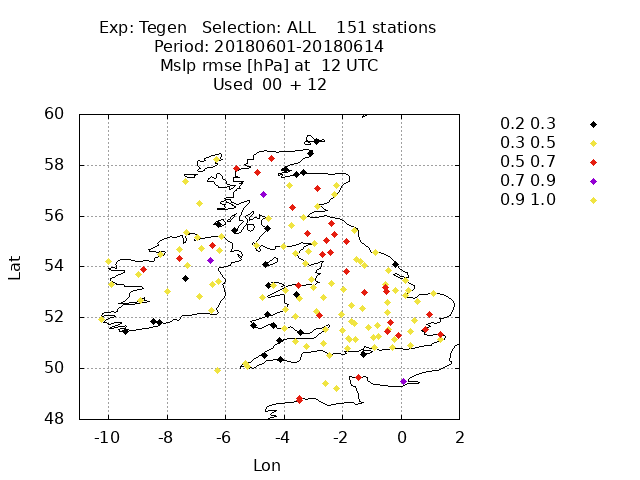 Exp: Tegen Selection: ALL 151 stations
Period: 20180601-20180614
Mslp rmse [hPa] at 12 UTC
Used 00 + 12
60
58
56
54
52
50
48
Lat
-10 -8 -6 -4 -2 0 2
Lon
0.2 0.3
0.3 0.5
0.5 0.7
0.7 0.9
0.9 1.0